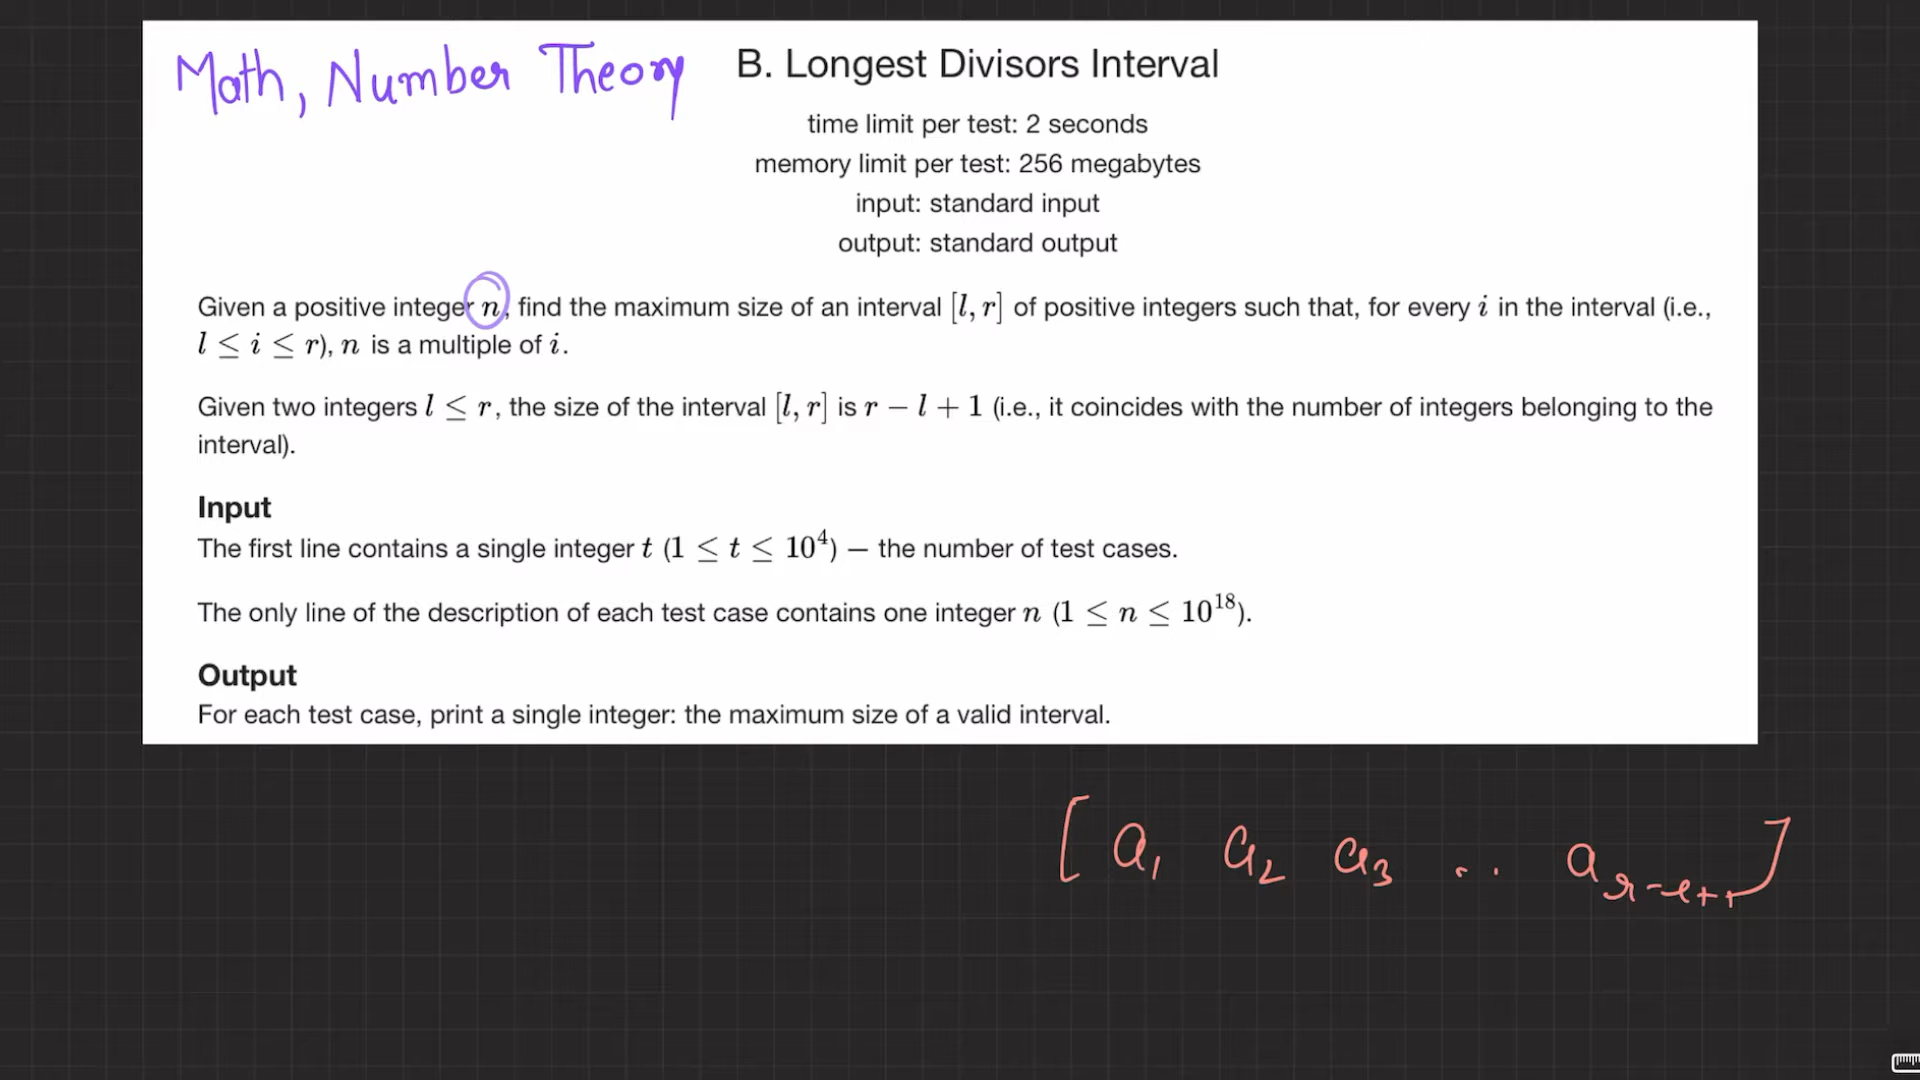 Math, Number Theory
B. Longest Divisors Interval
time limit per test: 2 seconds
memory limit per test: 256 megabytes
input: standard input
output: standard output
Given a positive integer n, find the maximum size of an interval [l, r] of positive integers such that, for every i in the interval (i.e.,
l ≤ i ≤ r), n is a multiple of i.
Given two integers l ≤ r, the size of the interval [l, r] is r − l + 1 (i.e., it coincides with the number of integers belonging to the
interval).
Input
The first line contains a single integer t (1 ≤ t ≤ 10⁴) — the number of test cases.
The only line of the description of each test case contains one integer n (1 ≤ n ≤ 10¹⁸).
Output
For each test case, print a single integer: the maximum size of a valid interval.
[ a₁ a₂ a₃ .. a_{r-l+1} ]